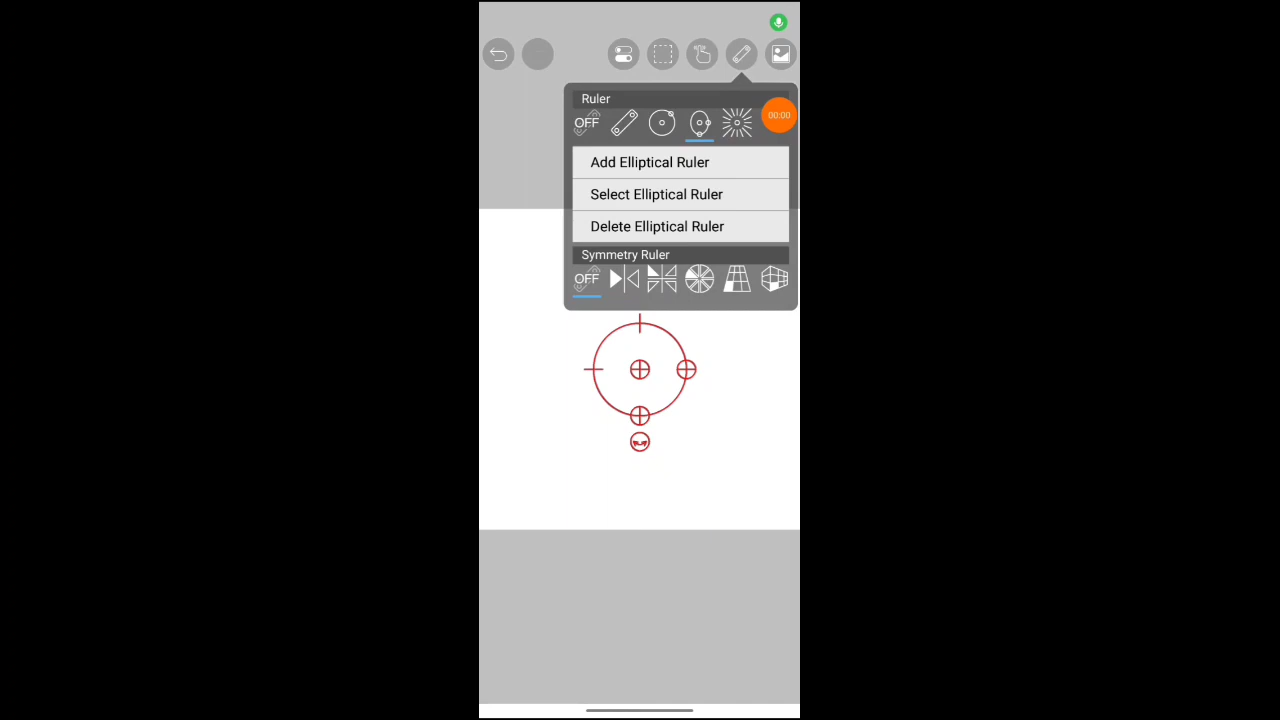 Ruler
OFF
00:00
Add Elliptical Ruler
Select Elliptical Ruler
Delete Elliptical Ruler
Symmetry Ruler
OFF